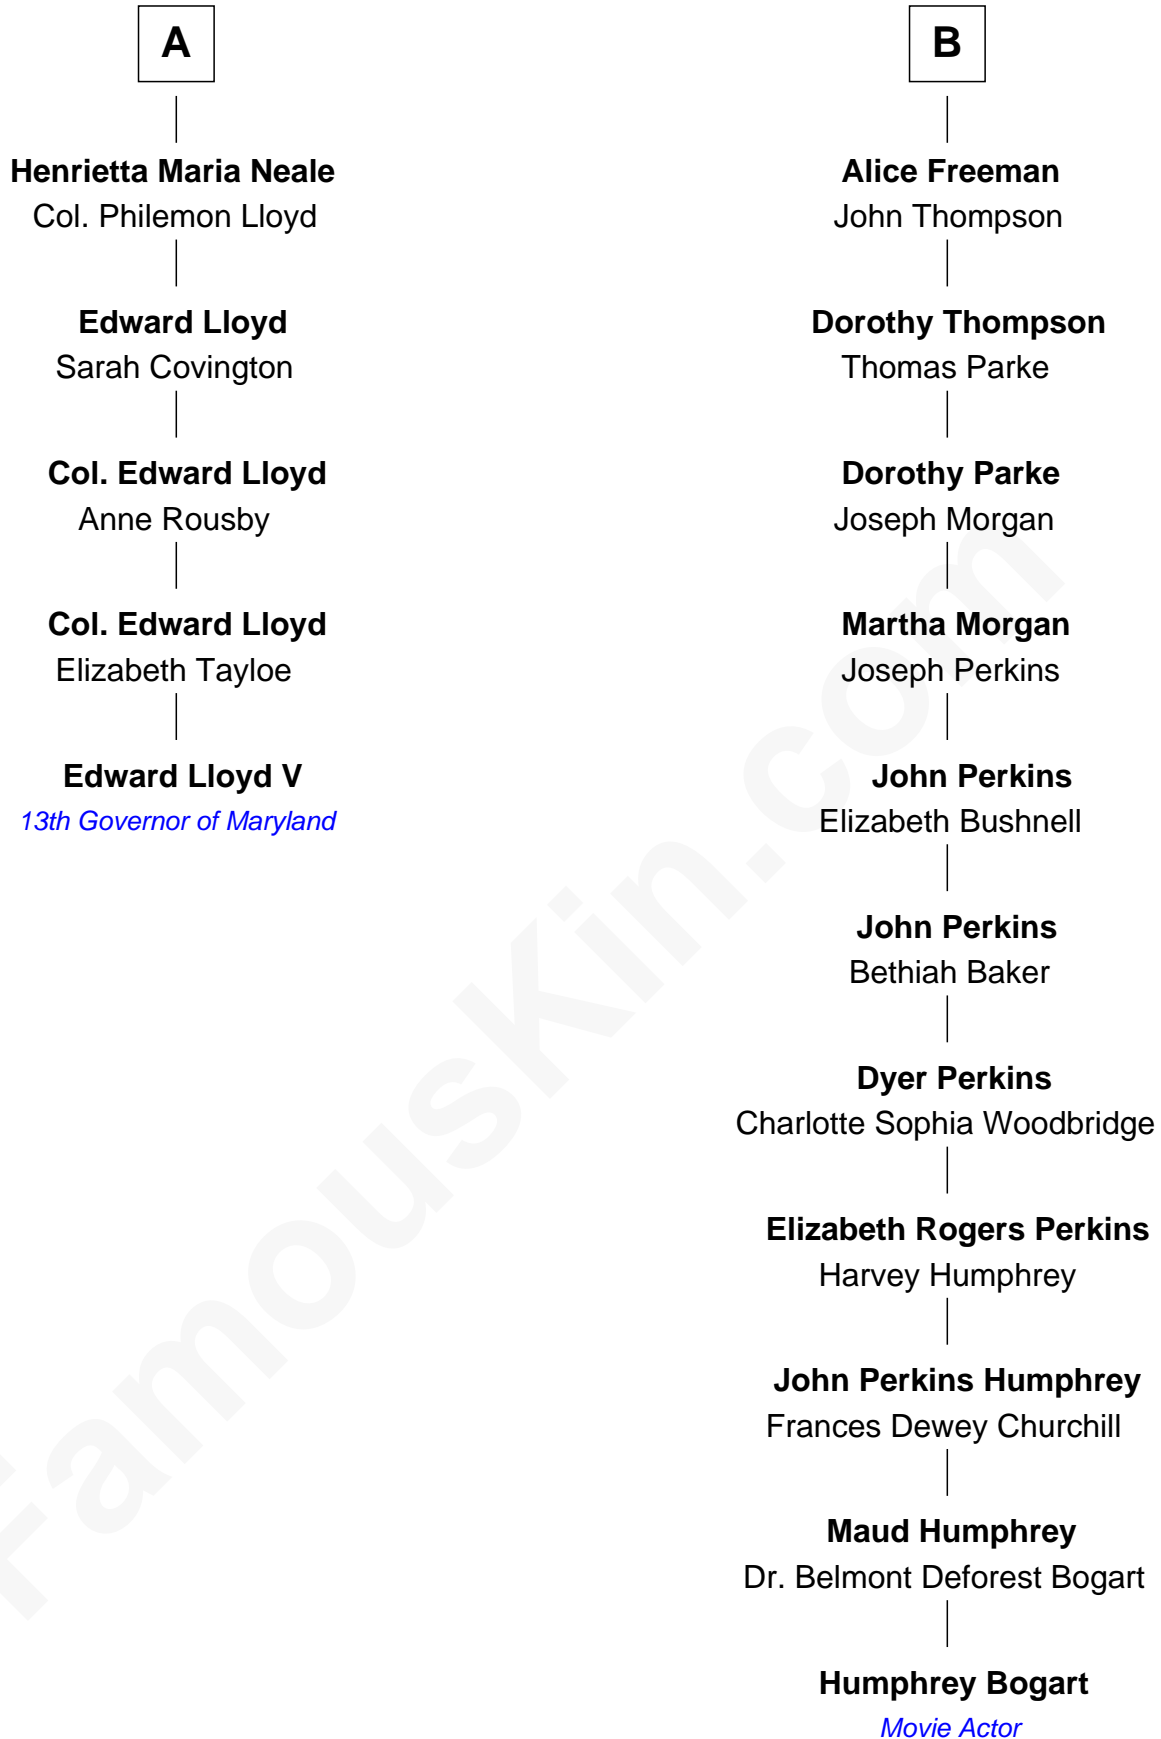 A
Henrietta Maria Neale
Col. Philemon Lloyd
Edward Lloyd
Sarah Covington
Col. Edward Lloyd
Anne Rousby
Col. Edward Lloyd
Elizabeth Tayloe
Edward Lloyd V
13th Governor of Maryland
B
Alice Freeman
John Thompson
Dorothy Thompson
Thomas Parke
Dorothy Parke
Joseph Morgan
Martha Morgan
Joseph Perkins
John Perkins
Elizabeth Bushnell
John Perkins
Bethiah Baker
Dyer Perkins
Charlotte Sophia Woodbridge
Elizabeth Rogers Perkins
Harvey Humphrey
John Perkins Humphrey
Frances Dewey Churchill
Maud Humphrey
Dr. Belmont Deforest Bogart
Humphrey Bogart
Movie Actor
FamousKin.com